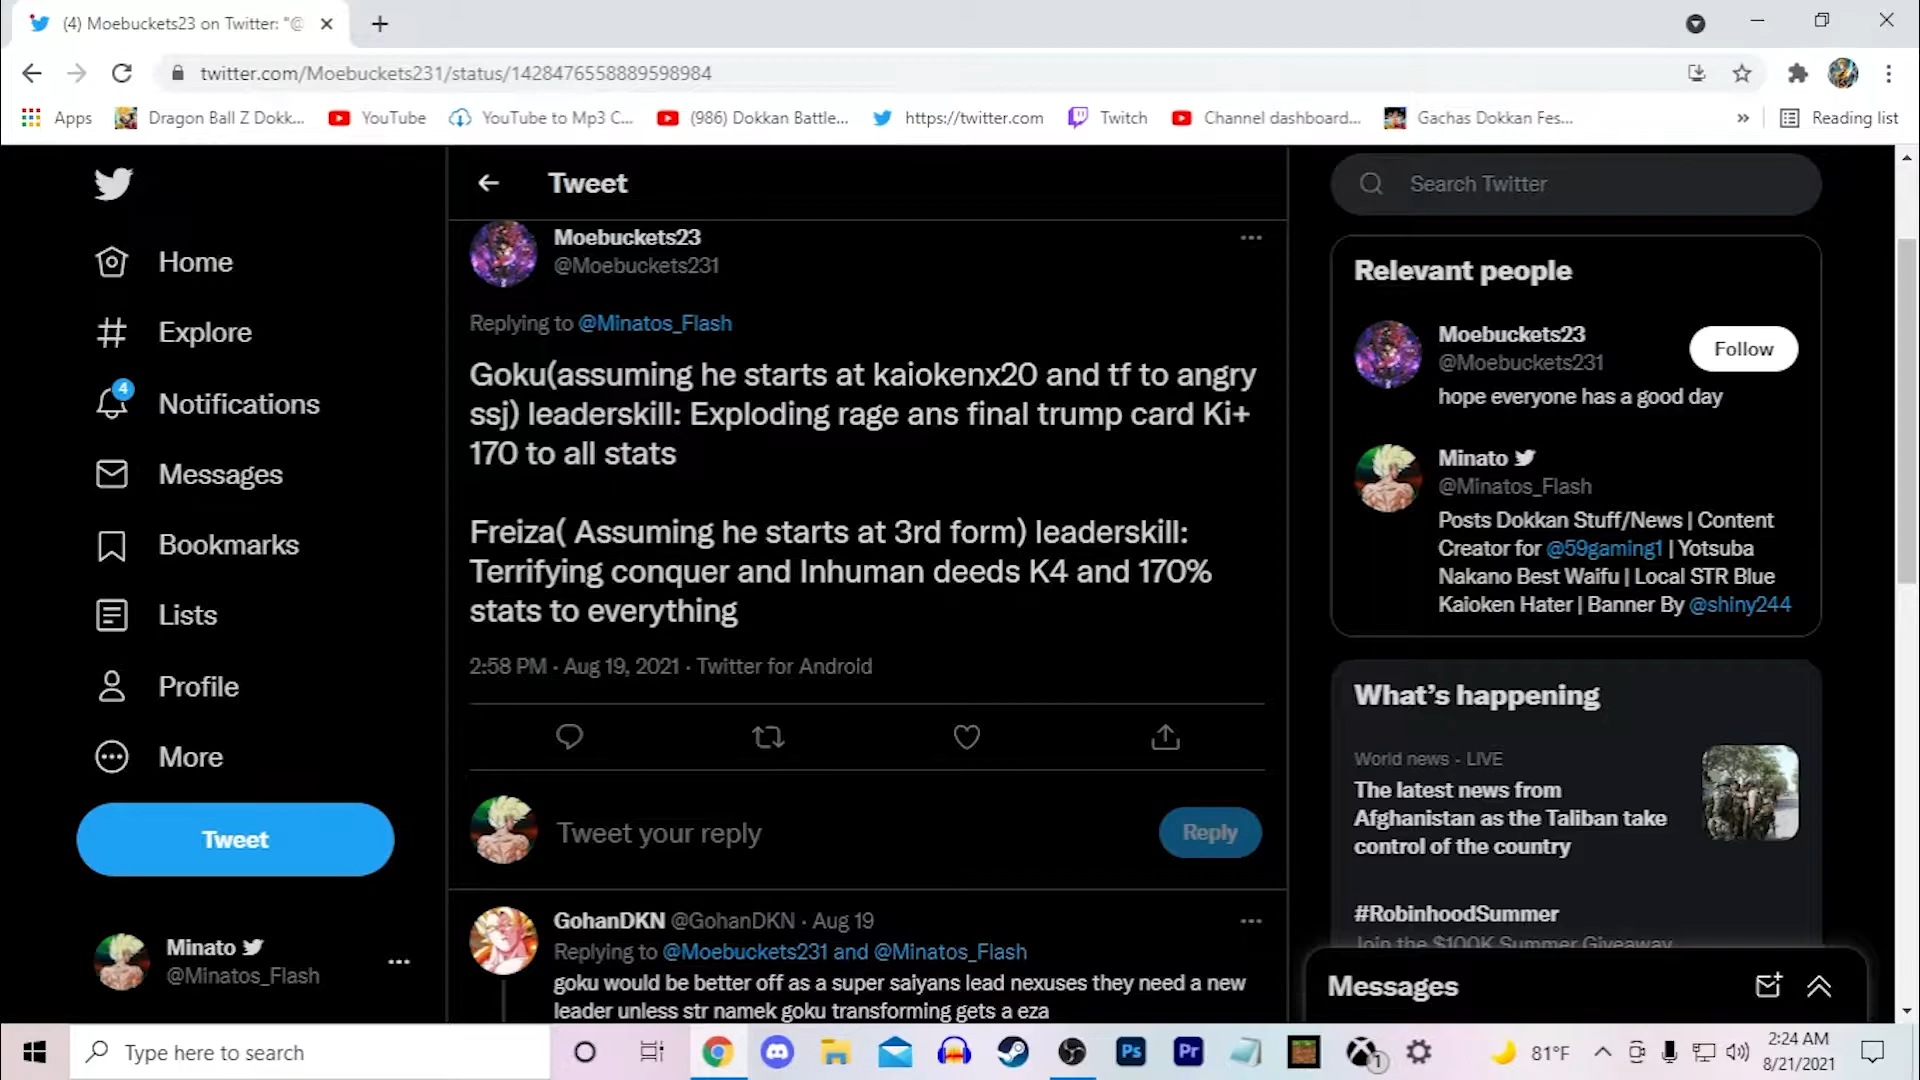 (4) Moebuckets23 on Twitter: "@
twitter.com/Moebuckets231/status/1428476558889598984
Apps
Dragon Ball Z Dokk...
YouTube
YouTube to Mp3 C...
(986) Dokkan Battle...
https://twitter.com
Twitch
Channel dashboard...
Gachas Dokkan Fes...
»
Reading list
Home
Explore
4
Notifications
Messages
Bookmarks
Lists
Profile
More
Tweet
Minato
@Minatos_Flash
Tweet
Moebuckets23
@Moebuckets231
Replying to @Minatos_Flash
Goku(assuming he starts at kaiokenx20 and tf to angry
ssj) leaderskill: Exploding rage ans final trump card Ki+
170 to all stats
Freiza( Assuming he starts at 3rd form) leaderskill:
Terrifying conquer and Inhuman deeds K4 and 170%
stats to everything
2:58 PM · Aug 19, 2021 · Twitter for Android
Tweet your reply
Reply
GohanDKN @GohanDKN · Aug 19
Replying to @Moebuckets231 and @Minatos_Flash
goku would be better off as a super saiyans lead nexuses they need a new
leader unless str namek goku transforming gets a eza
Search Twitter
Relevant people
Moebuckets23
@Moebuckets231
Follow
hope everyone has a good day
Minato
@Minatos_Flash
Posts Dokkan Stuff/News | Content
Creator for @59gaming1 | Yotsuba
Nakano Best Waifu | Local STR Blue
Kaioken Hater | Banner By @shiny244
What's happening
World news · LIVE
The latest news from
Afghanistan as the Taliban take
control of the country
#RobinhoodSummer
Join the $100K Summer Giveaway
Messages
Type here to search
Ps
Pr
1
81°F
2:24 AM
8/21/2021